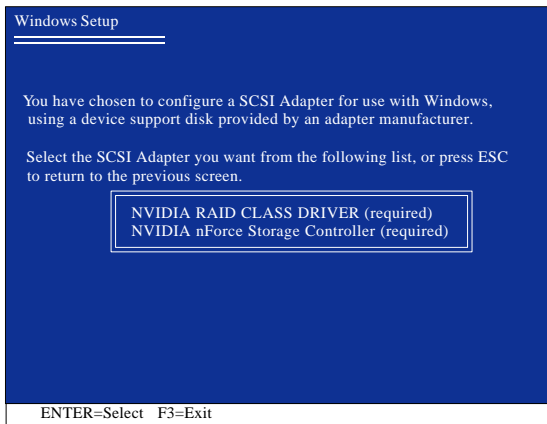 Windows Setup
You have chosen to configure a SCSI Adapter for use with Windows,
using a device support disk provided by an adapter manufacturer.
Select the SCSI Adapter you want from the following list, or press ESC
to return to the previous screen.
NVIDIA RAID CLASS DRIVER (required)
NVIDIA nForce Storage Controller (required)
ENTER=Select F3=Exit